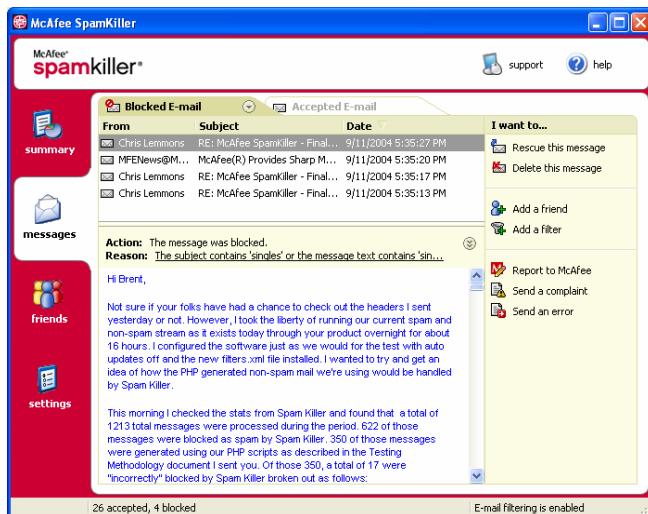 McAfee SpamKiller
McAfee®
spamkiller®
support
help
summary
messages
friends
settings
Blocked E-mail
Accepted E-mail
From Subject Date
Chris Lemmons RE: McAfee SpamKiller - Final... 9/11/2004 5:35:27 PM
MFENews@M... McAfee(R) Provides Sharp M... 9/11/2004 5:35:20 PM
Chris Lemmons RE: McAfee SpamKiller - Final... 9/11/2004 5:35:17 PM
Chris Lemmons RE: McAfee SpamKiller - Final... 9/11/2004 5:35:13 PM
Action: The message was blocked.
Reason: The subject contains 'singles' or the message text contains 'sin...
Hi Brent,
Not sure if your folks have had a chance to check out the headers I sent
yesterday or not. However, I took the liberty of running our current spam and
non-spam stream as it exists today through your product overnight for about
16 hours. I configured the software just as we would for the test with auto
updates off and the new filters.xml file installed. I wanted to try and get an
idea of how the PHP generated non-spam mail we're using would be handled
by Spam Killer.
This morning I checked the stats from Spam Killer and found that a total of
1213 total messages were processed during the period. 622 of those
messages were blocked as spam by Spam Killer. 350 of those messages
were generated using our PHP scripts as described in the Testing
Methodology document I sent you. Of those 350, a total of 17 were
"incorrectly" blocked by Spam Killer broken out as follows:
I want to...
Rescue this message
Delete this message
Add a friend
Add a filter
Report to McAfee
Send a complaint
Send an error
26 accepted, 4 blocked
E-mail filtering is enabled